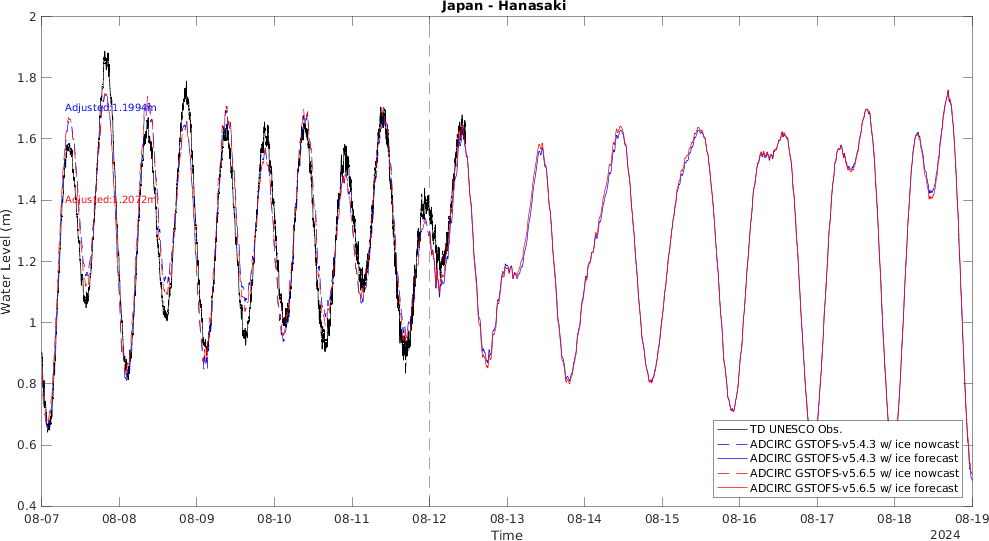 Japan - Hanasaki
2
1.8
1.6
1.4
1.2
1
0.8
0.6
0.4
Water Level (m)
Adjusted:1.1994m
Adjusted:1.2072m
TD UNESCO Obs.
ADCIRC GSTOFS-v5.4.3 w/ ice nowcast
ADCIRC GSTOFS-v5.4.3 w/ ice forecast
ADCIRC GSTOFS-v5.6.5 w/ ice nowcast
ADCIRC GSTOFS-v5.6.5 w/ ice forecast
08-07 08-08 08-09 08-10 08-11 08-12 08-13 08-14 08-15 08-16 08-17 08-18 08-19
Time
2024